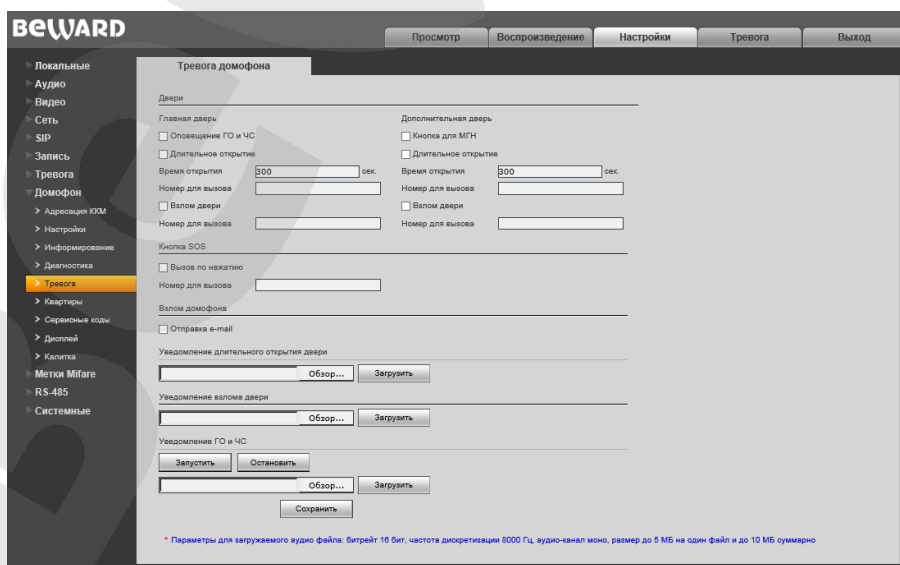 BEWARD
Просмотр Воспроизведение Настройки Тревога Выход
Локальные
Аудио
Видео
Сеть
SIP
Запись
Тревога
Домофон
Адресация ККМ
Настройки
Информирование
Диагностика
Тревога
Квартиры
Сервисные коды
Дисплей
Калитка
Метки Mifare
RS-485
Системные
Тревога домофона
Двери
Главная дверь Дополнительная дверь
Оповещение ГО и ЧС Кнопка для МГН
Длительное открытие Длительное открытие
Время открытия 300 сек. Время открытия 300 сек.
Номер для вызова Номер для вызова
Взлом двери Взлом двери
Номер для вызова Номер для вызова
Кнопка SOS
Вызов по нажатию
Номер для вызова
Взлом домофона
Отправка e-mail
Уведомление длительного открытия двери
Обзор... Загрузить
Уведомление взлома двери
Обзор... Загрузить
Уведомление ГО и ЧС
Запустить Остановить
Обзор... Загрузить
Сохранить
* Параметры для загружаемого аудио файла: битрейт 16 бит, частота дискретизации 8000 Гц, аудио-канал моно, размер до 5 МБ на один файл и до 10 МБ суммарно